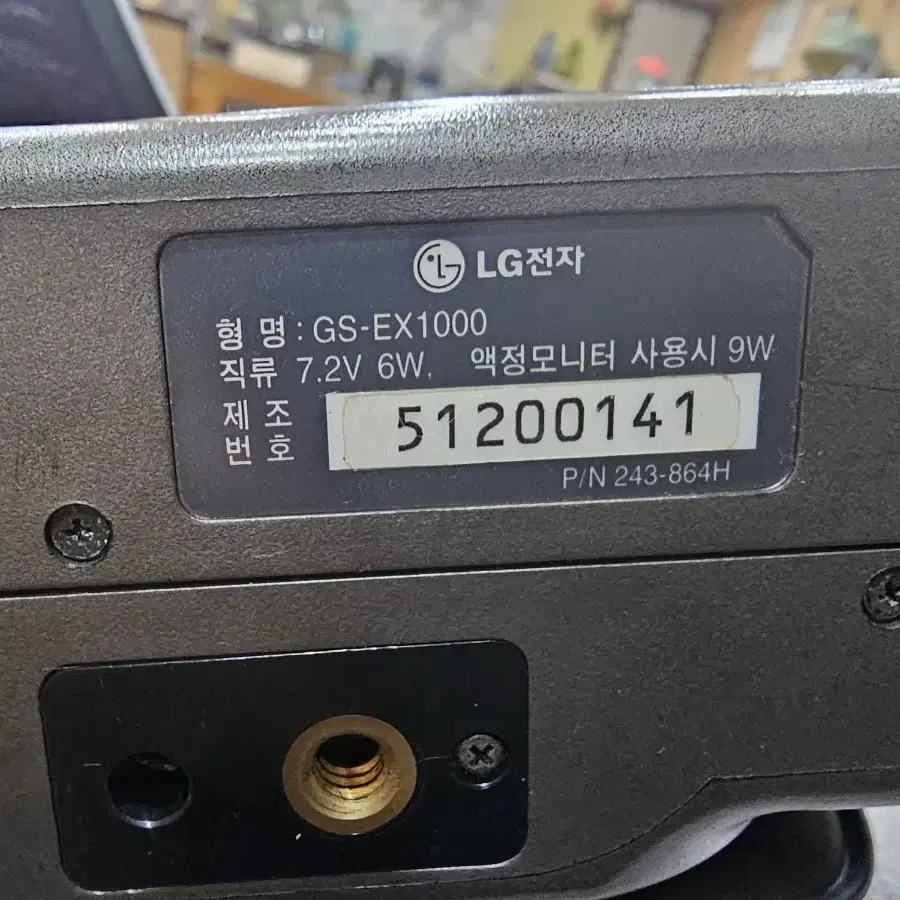 LG전자
형 명 : GS-EX1000
직류 7.2V 6W, 액정모니터 사용시 9W
제 조
번 호 51200141
P/N 243-864H